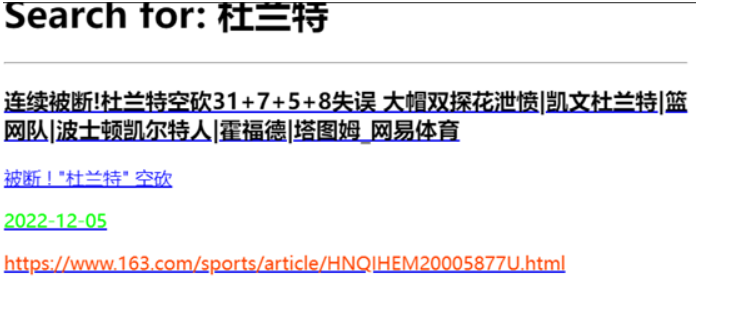 Search for: 杜兰特
连续被断!杜兰特空砍31+7+5+8失误 大帽双探花泄愤|凯文杜兰特|篮
网队|波士顿凯尔特人|霍福德|塔图姆_网易体育
被断！"杜兰特" 空砍
2022-12-05
https://www.163.com/sports/article/HNQIHEM20005877U.html